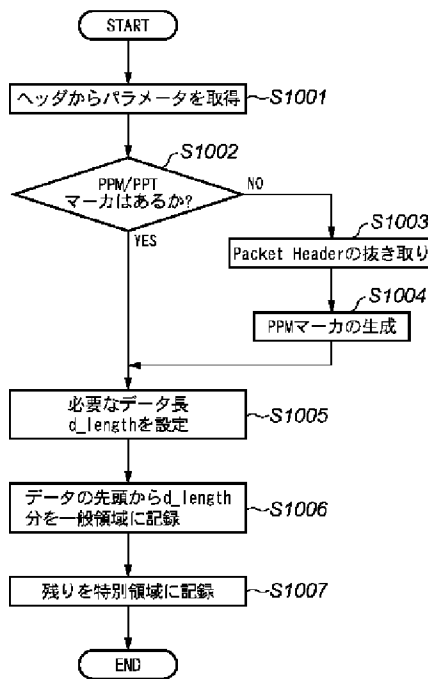 START
ヘッダからパラメータを取得
S1001
S1002
PPM/PPT
マーカはあるか?
NO
YES
S1003
Packet Headerの抜き取り
S1004
PPMマーカの生成
必要なデータ長
d_lengthを設定
S1005
データの先頭からd_length
分を一般領域に記録
S1006
残りを特別領域に記録
S1007
END